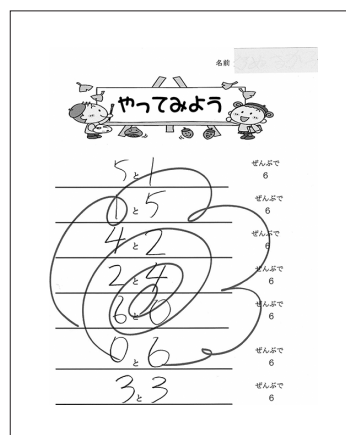 名前
やってみよう
5と1 ぜんぶで 6
1と5 ぜんぶで 6
4と2 ぜんぶで 6
2と4 ぜんぶで 6
6と0 ぜんぶで 6
0と6 ぜんぶで 6
3と3 ぜんぶで 6